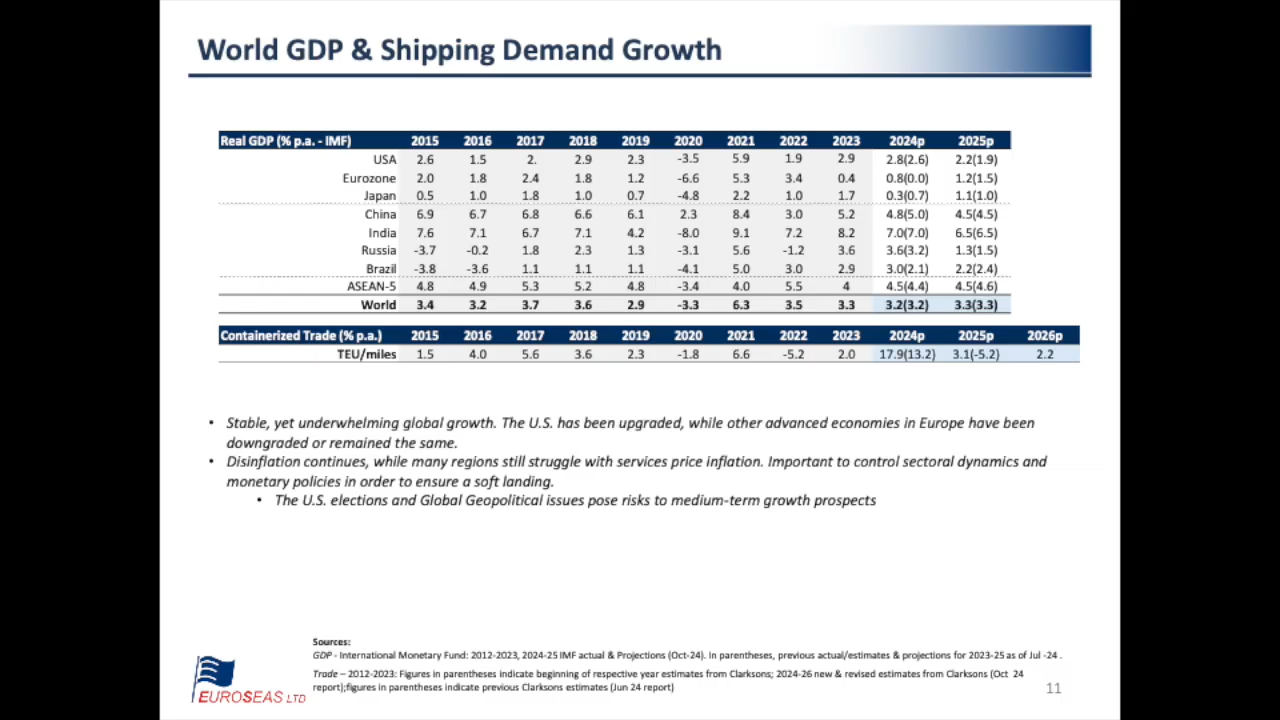 World GDP & Shipping Demand Growth
Real GDP (% p.a. - IMF) 2015 2016 2017 2018 2019 2020 2021 2022 2023 2024p 2025p
USA 2.6 1.5 2. 2.9 2.3 -3.5 5.9 1.9 2.9 2.8(2.6) 2.2(1.9)
Eurozone 2.0 1.8 2.4 1.8 1.2 -6.6 5.3 3.4 0.4 0.8(0.0) 1.2(1.5)
Japan 0.5 1.0 1.8 1.0 0.7 -4.8 2.2 1.0 1.7 0.3(0.7) 1.1(1.0)
China 6.9 6.7 6.8 6.6 6.1 2.3 8.4 3.0 5.2 4.8(5.0) 4.5(4.5)
India 7.6 7.1 6.7 7.1 4.2 -8.0 9.1 7.2 8.2 7.0(7.0) 6.5(6.5)
Russia -3.7 -0.2 1.8 2.3 1.3 -3.1 5.6 -1.2 3.6 3.6(3.2) 1.3(1.5)
Brazil -3.8 -3.6 1.1 1.1 1.1 -4.1 5.0 3.0 2.9 3.0(2.1) 2.2(2.4)
ASEAN-5 4.8 4.9 5.3 5.2 4.8 -3.4 4.0 5.5 4 4.5(4.4) 4.5(4.6)
World 3.4 3.2 3.7 3.6 2.9 -3.3 6.3 3.5 3.3 3.2(3.2) 3.3(3.3)
Containerized Trade (% p.a.) 2015 2016 2017 2018 2019 2020 2021 2022 2023 2024p 2025p 2026p
TEU/miles 1.5 4.0 5.6 3.6 2.3 -1.8 6.6 -5.2 2.0 17.9(13.2) 3.1(-5.2) 2.2
• Stable, yet underwhelming global growth. The U.S. has been upgraded, while other advanced economies in Europe have been
downgraded or remained the same.
• Disinflation continues, while many regions still struggle with services price inflation. Important to control sectoral dynamics and
monetary policies in order to ensure a soft landing.
• The U.S. elections and Global Geopolitical issues pose risks to medium-term growth prospects
Sources:
GDP - International Monetary Fund: 2012-2023, 2024-25 IMF actual & Projections (Oct-24). In parentheses, previous actual/estimates & projections for 2023-25 as of Jul -24 .
Trade – 2012-2023: Figures in parentheses indicate beginning of respective year estimates from Clarksons; 2024-26 new & revised estimates from Clarksons (Oct 24
report);figures in parentheses indicate previous Clarksons estimates (Jun 24 report)
EUROSEAS LTD
11